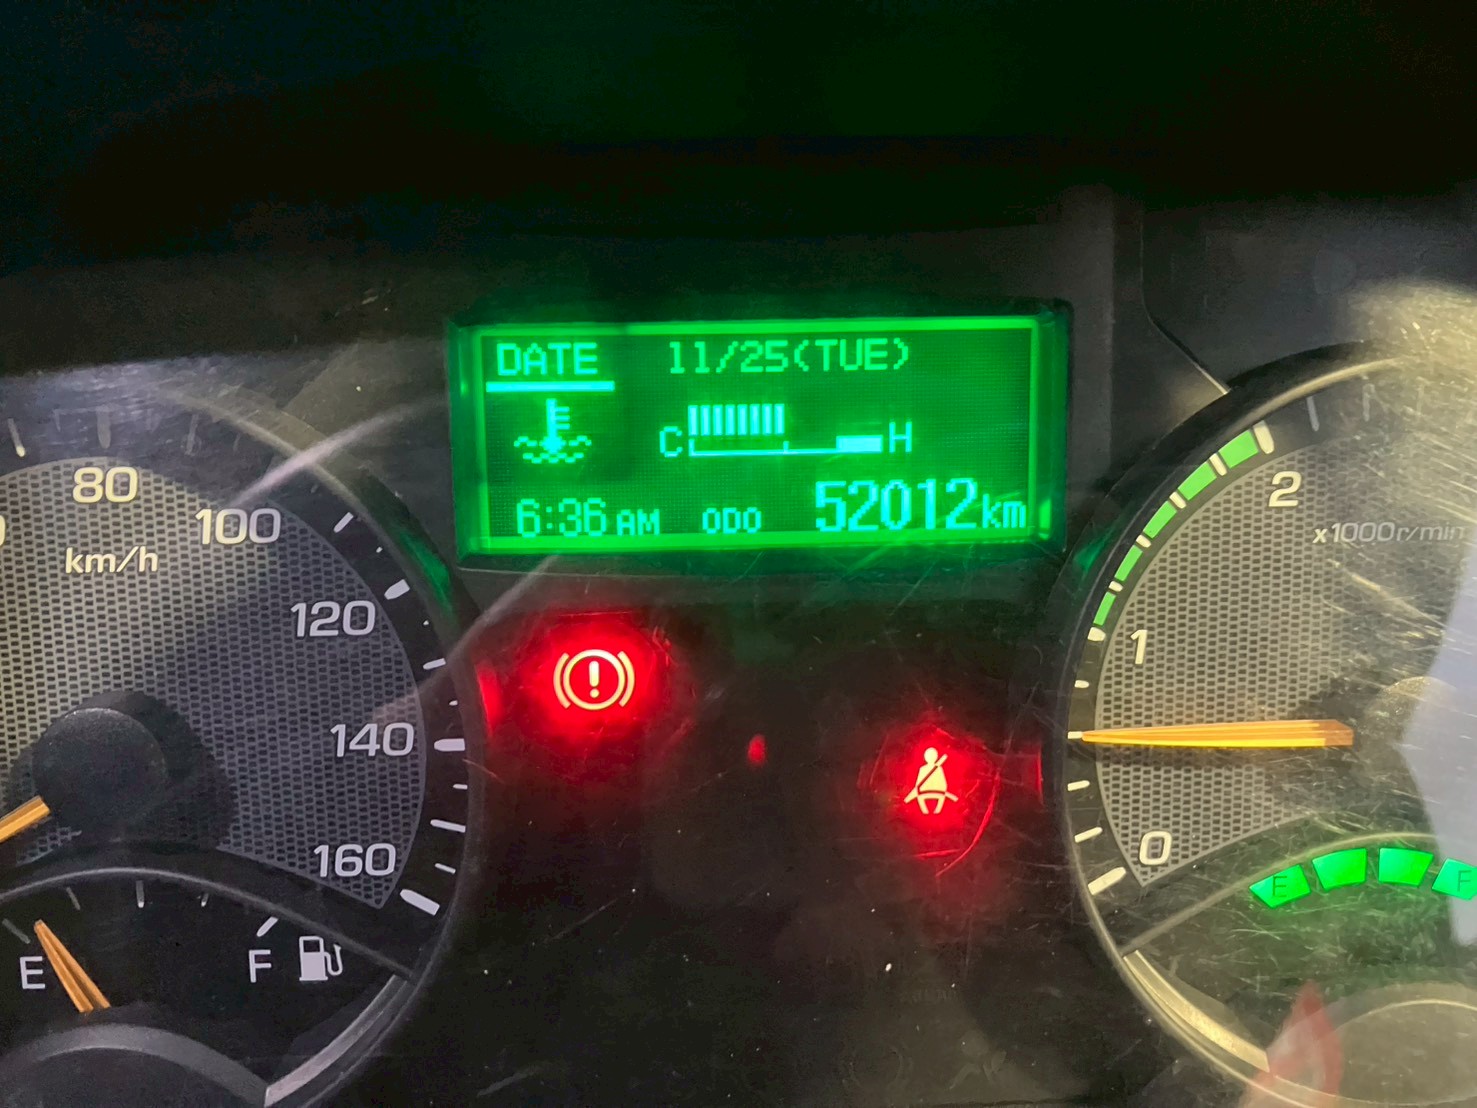 DATE 11/25(TUE)
C H
6:36 AM ODO 52012km
80
100
km/h
120
140
160
E F
2
x1000r/min
1
0
E F